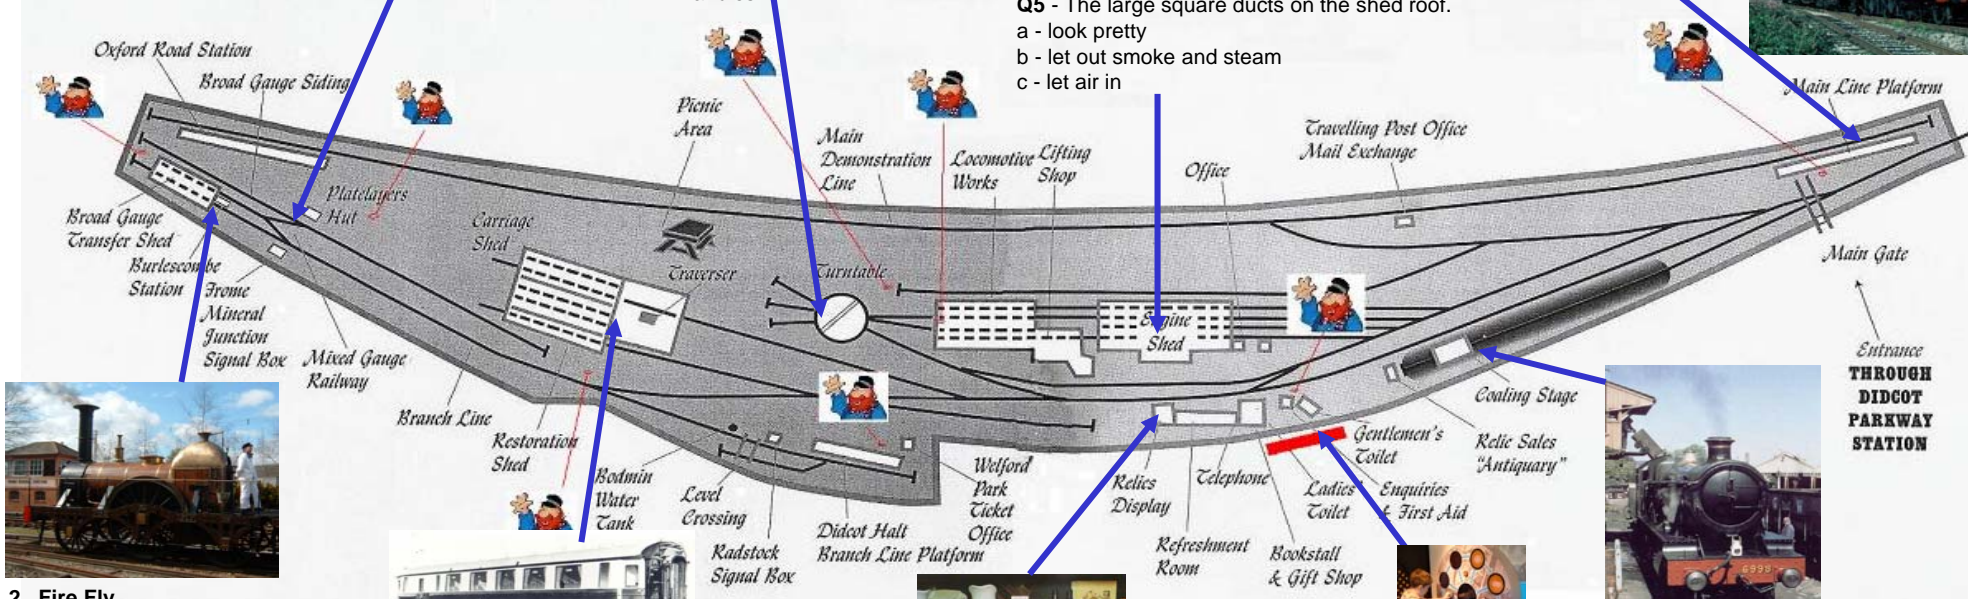 Q5 - The large square ducts on the shed roof.
a - look pretty
b - let out smoke and steam
c - let air in
Oxford Road Station
Broad Gauge Siding
Picnic
Area
Main
Demonstration
Line
Locomotive
Works
Lifting
Shop
Office
Travelling Post Office
Mail Exchange
Main Line Platform
Platelayers
Hut
Carriage
Shed
Traverser
Turntable
Engine
Shed
Main Gate
Broad Gauge
Transfer Shed
Burlescombe
Station
Frome
Mineral
Junction
Signal Box
Mixed Gauge
Railway
Branch Line
Restoration
Shed
Bodmin
Water
Tank
Level
Crossing
Radstock
Signal Box
Didcot Halt
Branch Line Platform
Welford
Park
Ticket
Office
Relics
Display
Refreshment
Room
Telephone
Bookstall
& Gift Shop
Ladies'
Toilet
Gentlemen's
Toilet
Enquiries
& First Aid
Coaling Stage
Relic Sales
"Antiquary"
Entrance
THROUGH
DIDCOT
PARKWAY
STATION
6998
2 Fire Fly